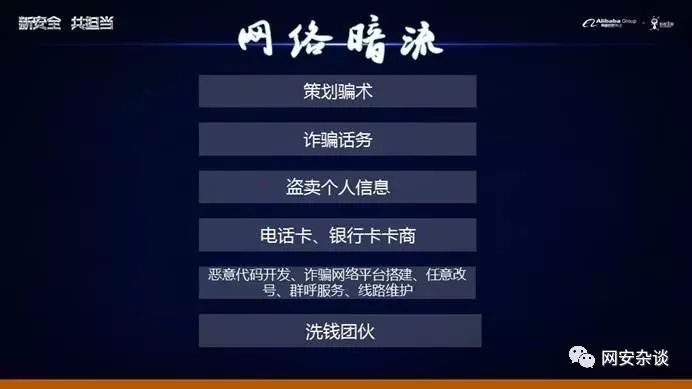 新安全 共担当
Alibaba Group
网络暗流
策划骗术
诈骗话务
盗卖个人信息
电话卡、银行卡卡商
恶意代码开发、诈骗网络平台搭建、任意改
号、群呼服务、线路维护
洗钱团伙
网安杂谈